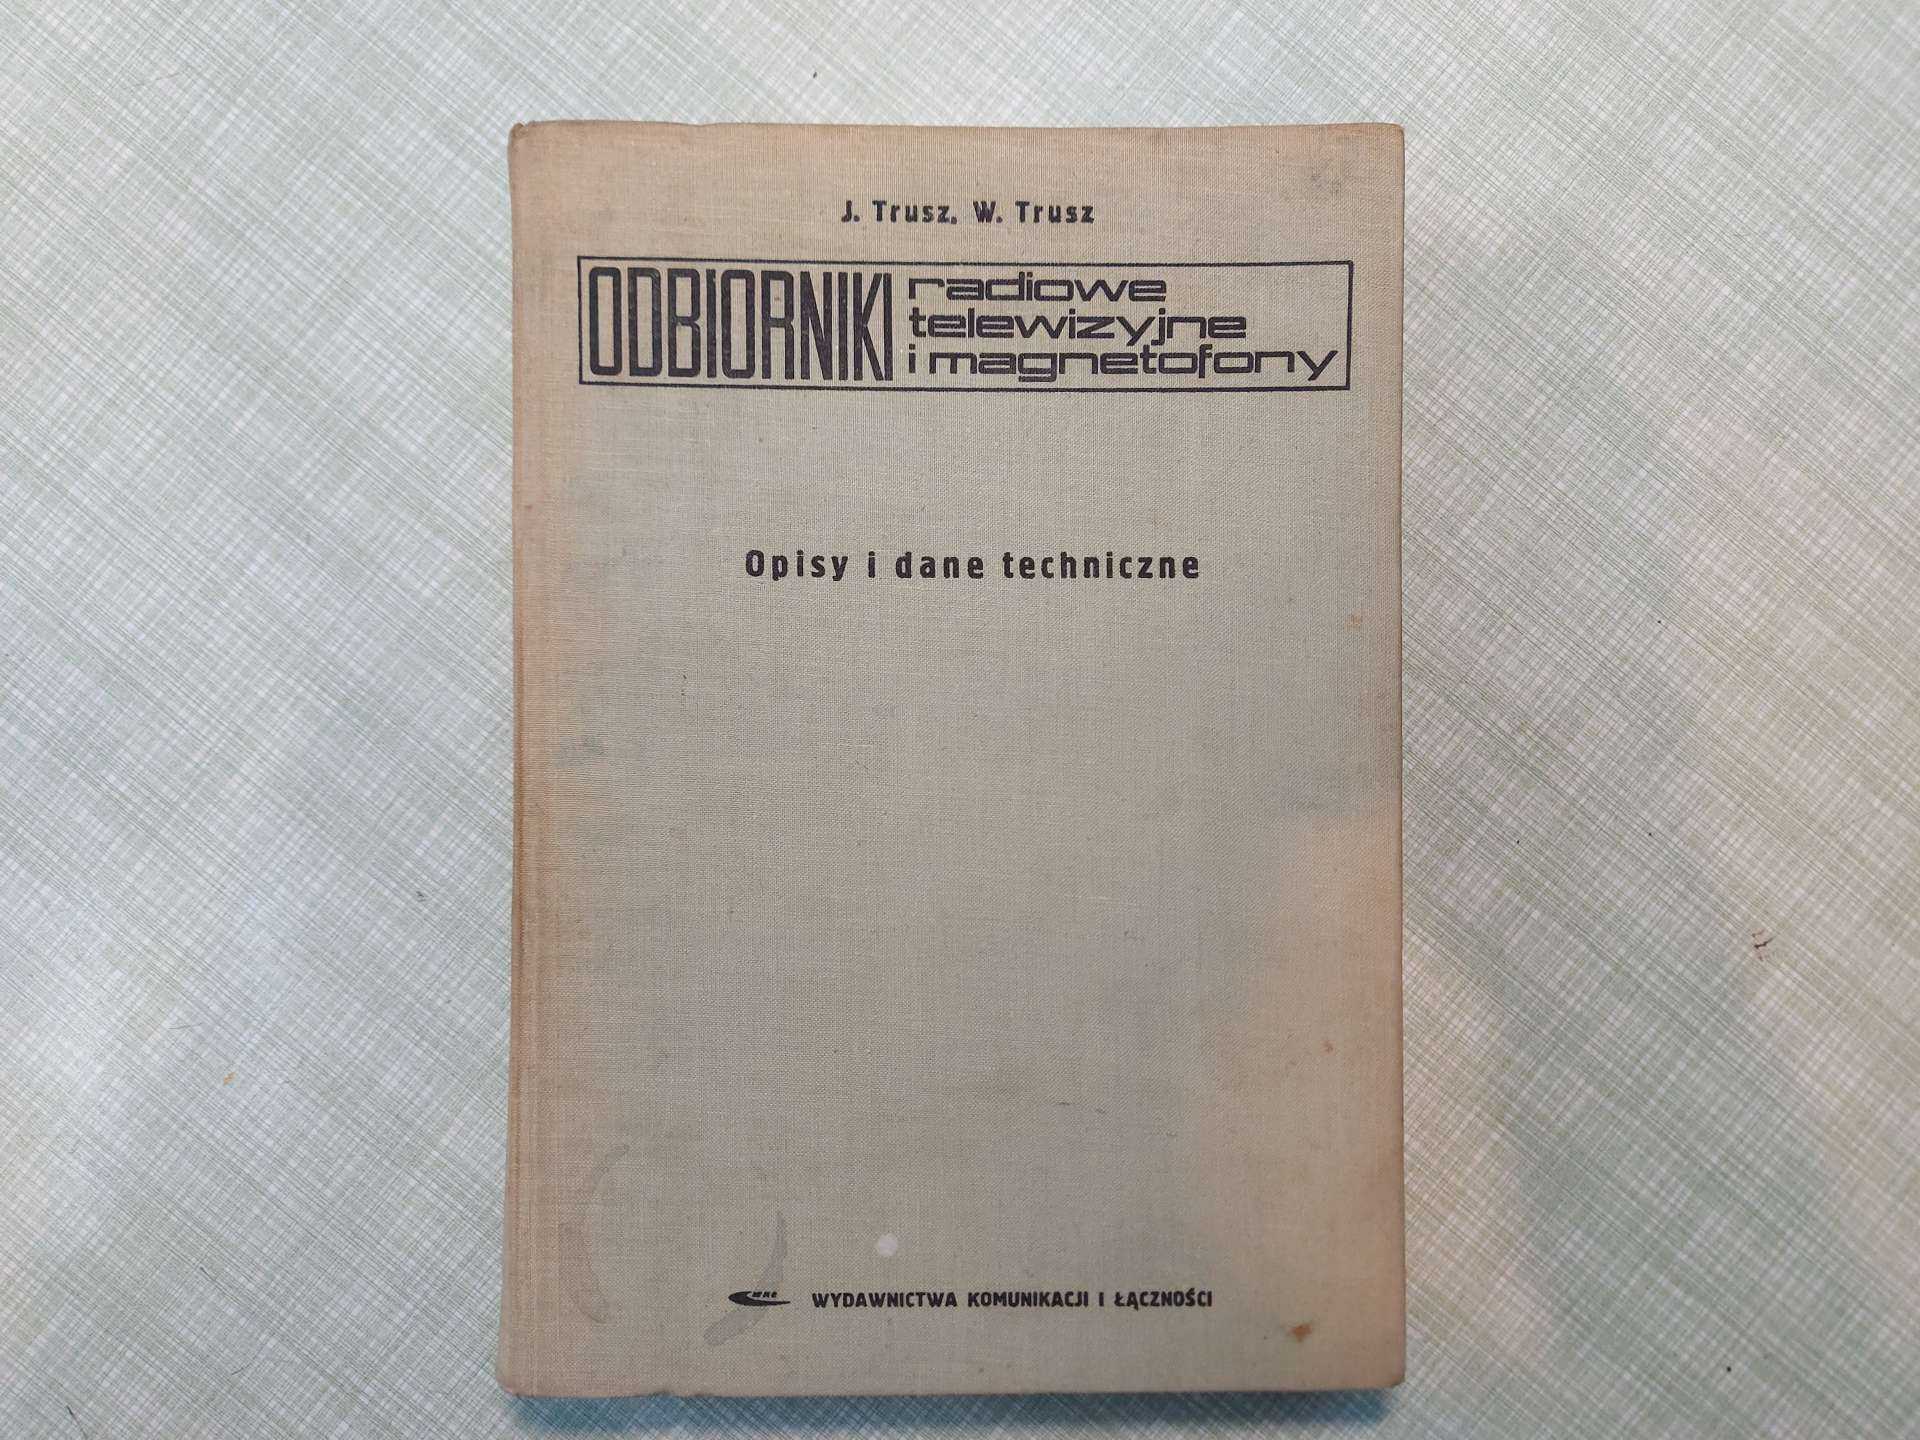 J. Trusz, W. Trusz
ODBIORNIKI
radiowe
telewizyjne
i magnetofony
Opisy i dane techniczne
WYDAWNICTWA KOMUNIKACJI I ŁĄCZNOŚCI